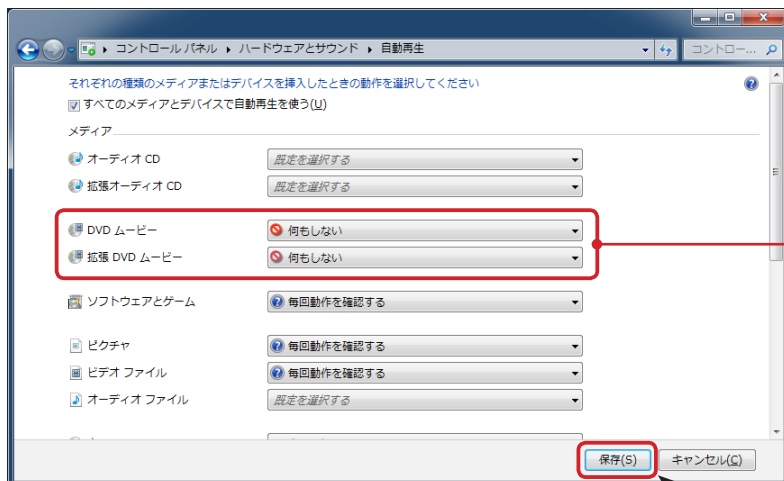 コントロール パネル ▸ ハードウェアとサウンド ▸ 自動再生
コントロー...
それぞれの種類のメディアまたはデバイスを挿入したときの動作を選択してください
すべてのメディアとデバイスで自動再生を使う(U)
メディア
オーディオ CD 既定を選択する
拡張オーディオ CD 既定を選択する
DVD ムービー 何もしない
拡張 DVD ムービー 何もしない
ソフトウェアとゲーム 毎回動作を確認する
ピクチャ 毎回動作を確認する
ビデオ ファイル 毎回動作を確認する
オーディオ ファイル 既定を選択する
保存(S) キャンセル(C)